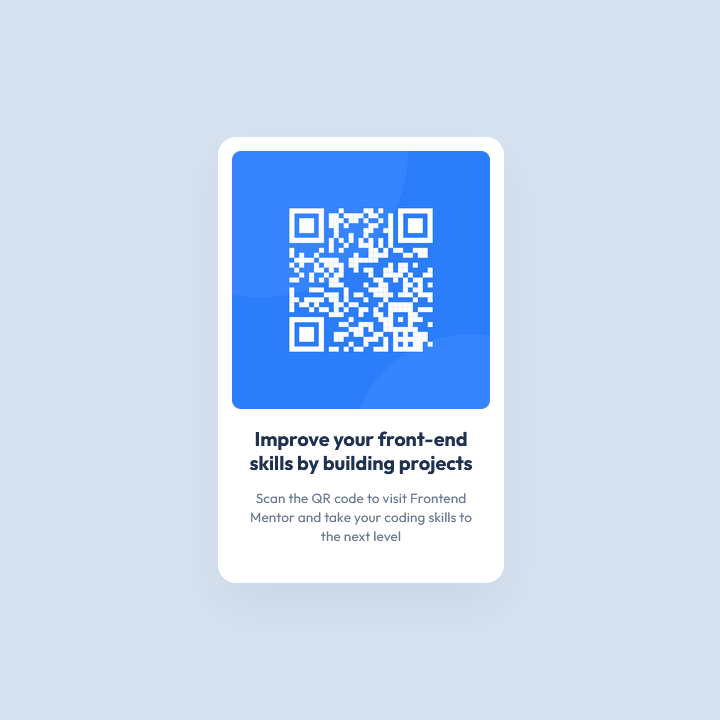 Improve your front-end
skills by building projects
Scan the QR code to visit Frontend
Mentor and take your coding skills to
the next level